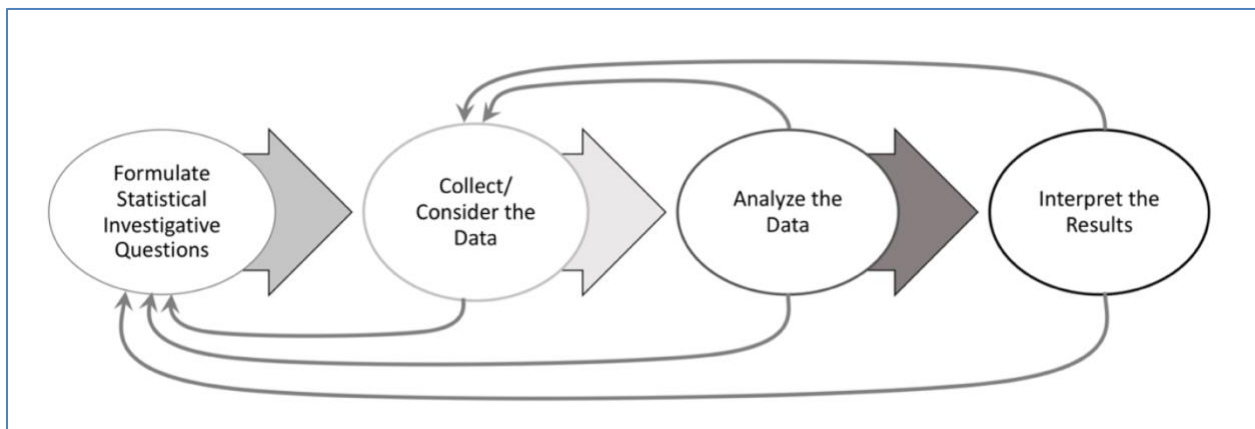 Formulate
Statistical
Investigative
Questions
Collect/
Consider the
Data
Analyze the
Data
Interpret the
Results